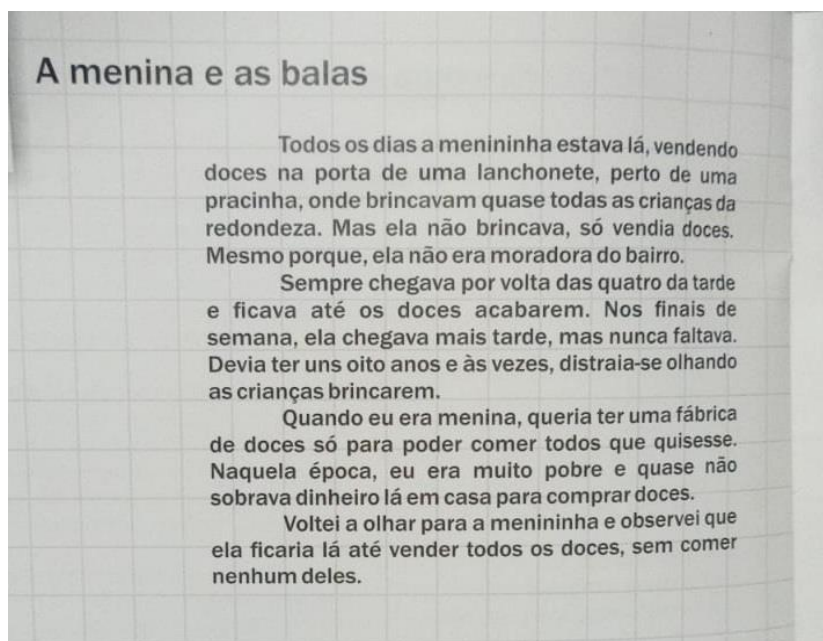 A menina e as balas
Todos os dias a menininha estava lá, vendendo
doces na porta de uma lanchonete, perto de uma
pracinha, onde brincavam quase todas as crianças da
redondeza. Mas ela não brincava, só vendia doces.
Mesmo porque, ela não era moradora do bairro.
Sempre chegava por volta das quatro da tarde
e ficava até os doces acabarem. Nos finais de
semana, ela chegava mais tarde, mas nunca faltava.
Devia ter uns oito anos e às vezes, distraia-se olhando
as crianças brincarem.
Quando eu era menina, queria ter uma fábrica
de doces só para poder comer todos que quisesse.
Naquela época, eu era muito pobre e quase não
sobrava dinheiro lá em casa para comprar doces.
Voltei a olhar para a menininha e observei que
ela ficaria lá até vender todos os doces, sem comer
nenhum deles.